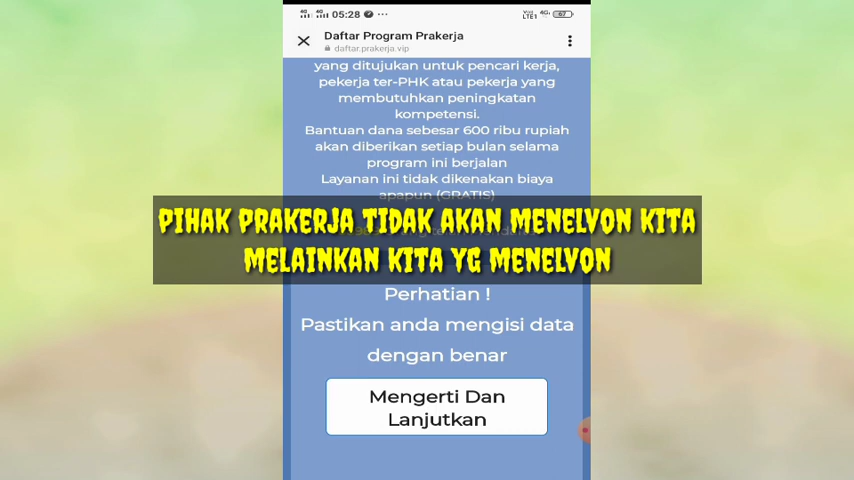 05:28
67
Daftar Program Prakerja
daftar.prakerja.vip
yang ditujukan untuk pencari kerja,
pekerja ter-PHK atau pekerja yang
membutuhkan peningkatan
kompetensi.
Bantuan dana sebesar 600 ribu rupiah
akan diberikan setiap bulan selama
program ini berjalan
Layanan ini tidak dikenakan biaya
apapun (GRATIS)
PIHAK PRAKERJA TIDAK AKAN MENELVON KITA
MELAINKAN KITA YG MENELVON
Perhatian !
Pastikan anda mengisi data
dengan benar
Mengerti Dan
Lanjutkan